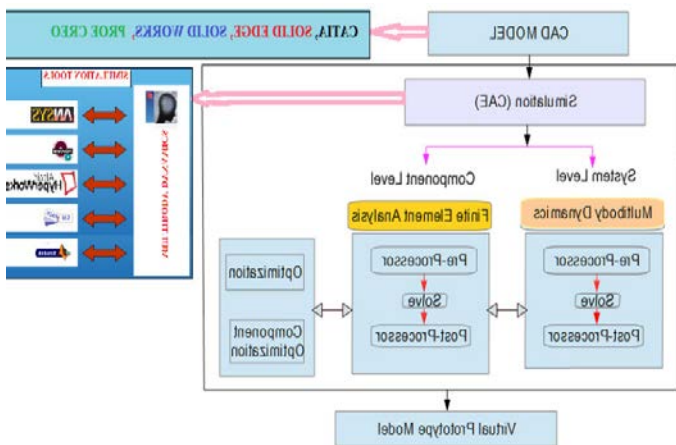 CAD MODEL
CATIA, SOLID EDGE, SOLID WORKS, PROE CREO
Simulation (CAE)
SIMULATION TOOLS
ANSYS
Altair
HyperWorks
System Level
Component Level
Multibody Dynamics
Finite Element Analysis
Pre-Processor
Solve
Post-Processor
Pre-Processor
Solve
Post-Processor
Optimization
Component
Optimization
Virtual Prototype Model